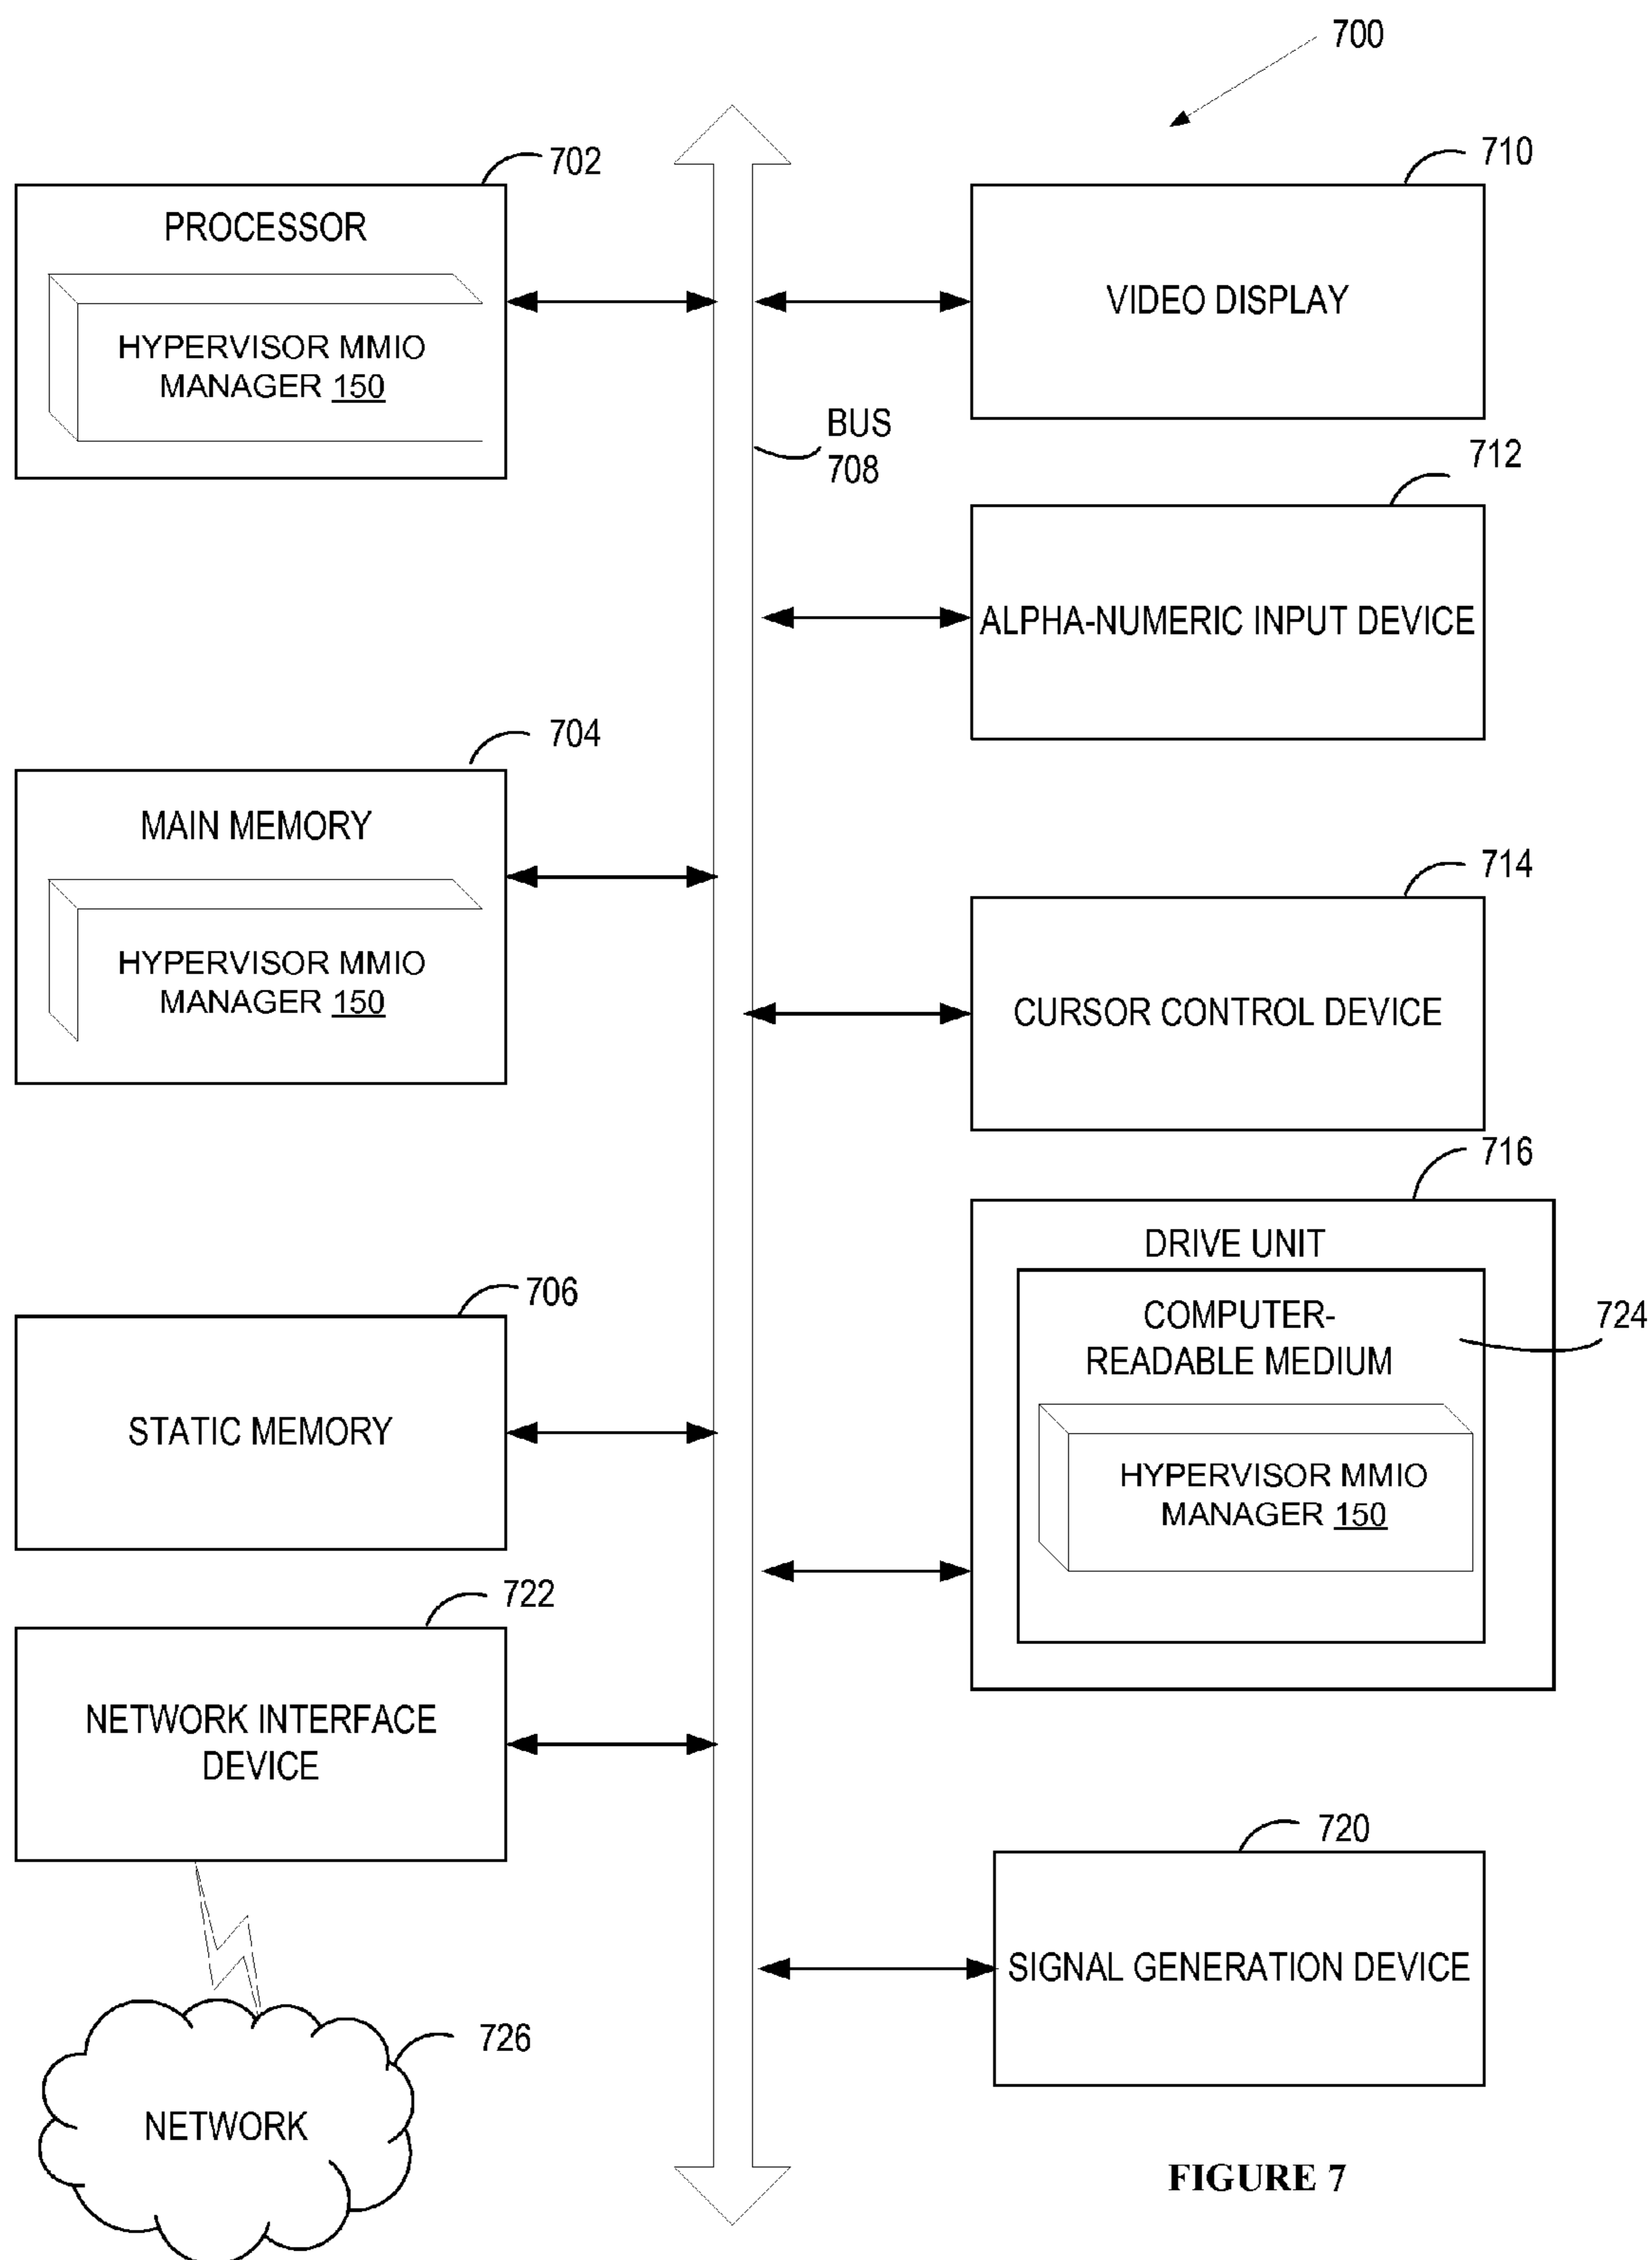 700
702
PROCESSOR
HYPERVISOR MMIO
MANAGER 150
710
VIDEO DISPLAY
BUS
708
712
ALPHA-NUMERIC INPUT DEVICE
704
MAIN MEMORY
HYPERVISOR MMIO
MANAGER 150
714
CURSOR CONTROL DEVICE
716
DRIVE UNIT
COMPUTER-
READABLE MEDIUM
724
HYPERVISOR MMIO
MANAGER 150
706
STATIC MEMORY
722
NETWORK INTERFACE
DEVICE
720
SIGNAL GENERATION DEVICE
726
NETWORK
FIGURE 7